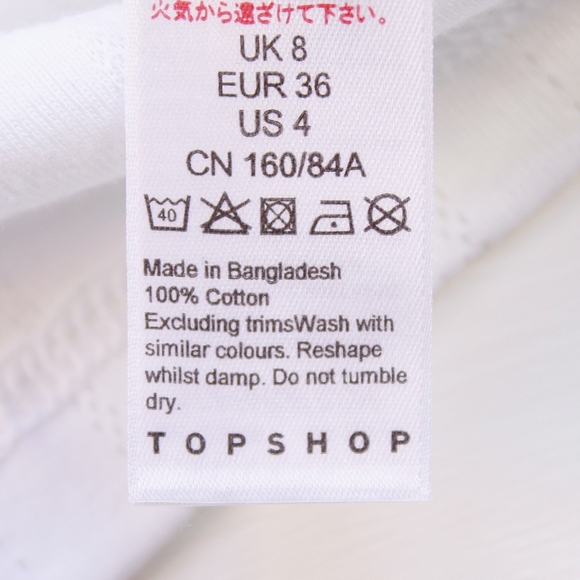 火気から遠ざけて下さい。
UK 8
EUR 36
US 4
CN 160/84A
40
Made in Bangladesh
100% Cotton
Excluding trimsWash with
similar colours. Reshape
whilst damp. Do not tumble
dry.
TOPSHOP